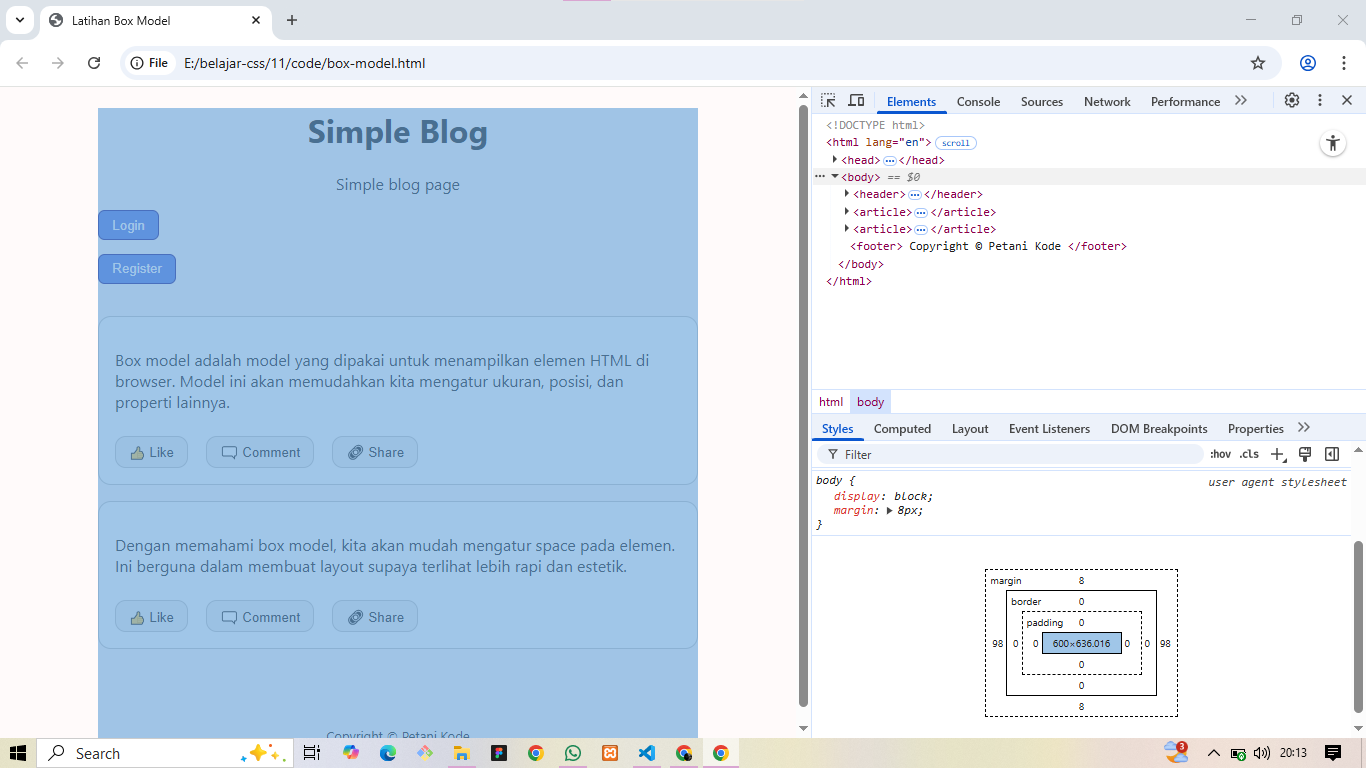 Latihan Box Model
File
E:/belajar-css/11/code/box-model.html
Simple Blog
Simple blog page
Login
Register
Box model adalah model yang dipakai untuk menampilkan elemen HTML di
browser. Model ini akan memudahkan kita mengatur ukuran, posisi, dan
properti lainnya.
👍 Like
Comment
Share
Dengan memahami box model, kita akan mudah mengatur space pada elemen.
Ini berguna dalam membuat layout supaya terlihat lebih rapi dan estetik.
👍 Like
Comment
Share
Copyright © Petani Kode
Elements Console Sources Network Performance
<!DOCTYPE html>
<html lang="en"> scroll
<head> … </head>
<body> == $0
<header> … </header>
<article> … </article>
<article> … </article>
<footer> Copyright © Petani Kode </footer>
</body>
</html>
html body
Styles Computed Layout Event Listeners DOM Breakpoints Properties
Filter :hov .cls
body { user agent stylesheet
display: block;
margin: 8px;
}
margin 8
border 0
padding 0
98 0 0 600×636.016 0 0 98
0
0
8
Search
3
20:13